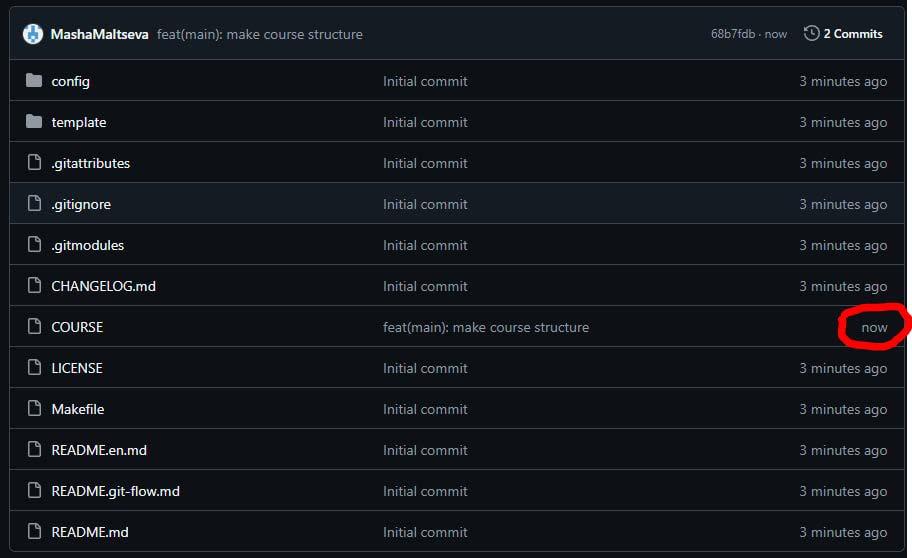 MashaMaltseva feat(main): make course structure 68b7fdb · now 2 Commits
config Initial commit 3 minutes ago
template Initial commit 3 minutes ago
.gitattributes Initial commit 3 minutes ago
.gitignore Initial commit 3 minutes ago
.gitmodules Initial commit 3 minutes ago
CHANGELOG.md Initial commit 3 minutes ago
COURSE feat(main): make course structure now
LICENSE Initial commit 3 minutes ago
Makefile Initial commit 3 minutes ago
README.en.md Initial commit 3 minutes ago
README.git-flow.md Initial commit 3 minutes ago
README.md Initial commit 3 minutes ago